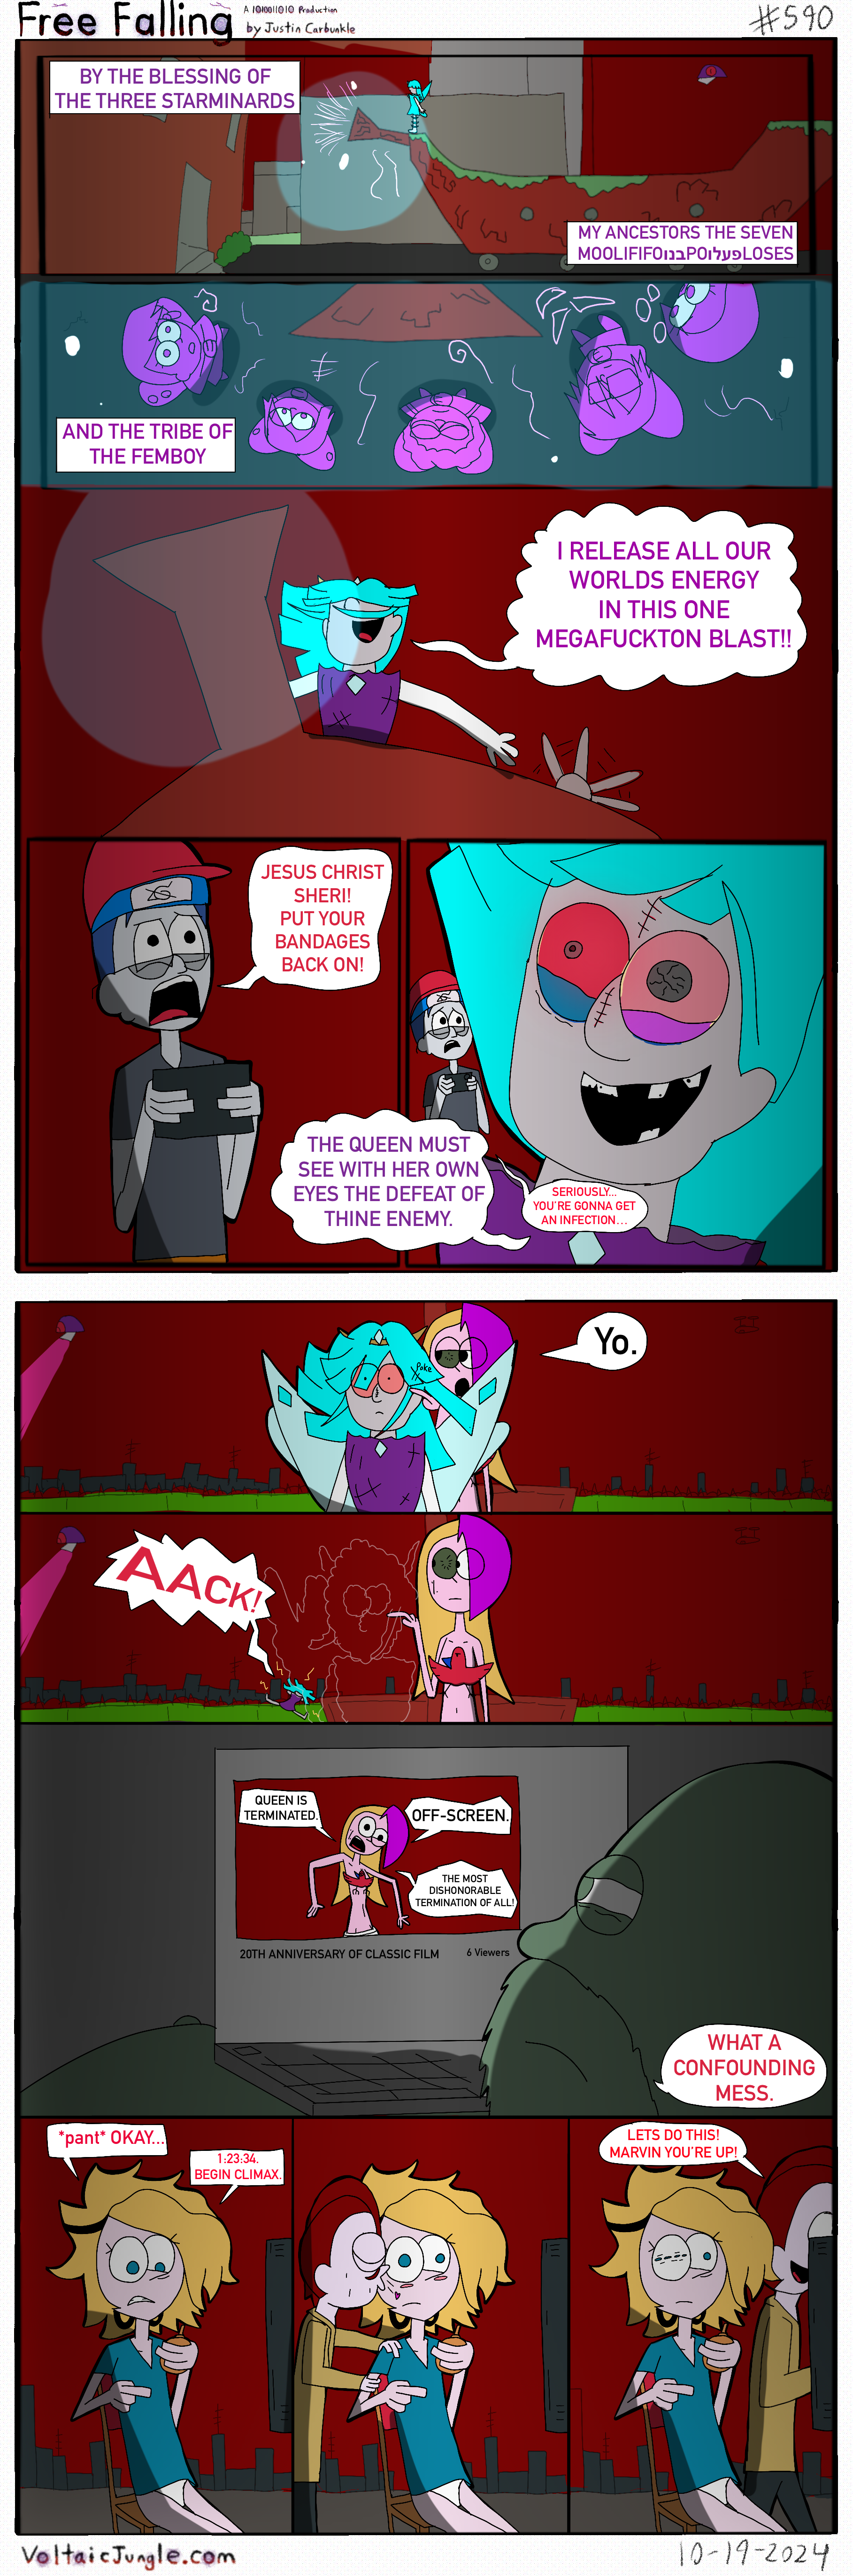 Free Falling
A 1010011010 Production
by Justin Carbunkle
#590
BY THE BLESSING OF
THE THREE STARMINARDS
MY ANCESTORS THE SEVEN
AND THE TRIBE OF
THE FEMBOY
I RELEASE ALL OUR
WORLDS ENERGY
IN THIS ONE
MEGAFUCKTON BLAST!!
JESUS CHRIST
SHERI!
PUT YOUR
BANDAGES
BACK ON!
THE QUEEN MUST
SEE WITH HER OWN
EYES THE DEFEAT OF
THINE ENEMY.
SERIOUSLY...
YOU'RE GONNA GET
AN INFECTION...
Poke
Yo.
AACK!
QUEEN IS
TERMINATED.
OFF-SCREEN.
THE MOST
DISHONORABLE
TERMINATION OF ALL!
20TH ANNIVERSARY OF CLASSIC FILM
6 Viewers
WHAT A
CONFOUNDING
MESS.
*pant* OKAY...
1:23:34.
BEGIN CLIMAX.
LETS DO THIS!
MARVIN YOU'RE UP!
VoltaicJungle.com
10-19-2024